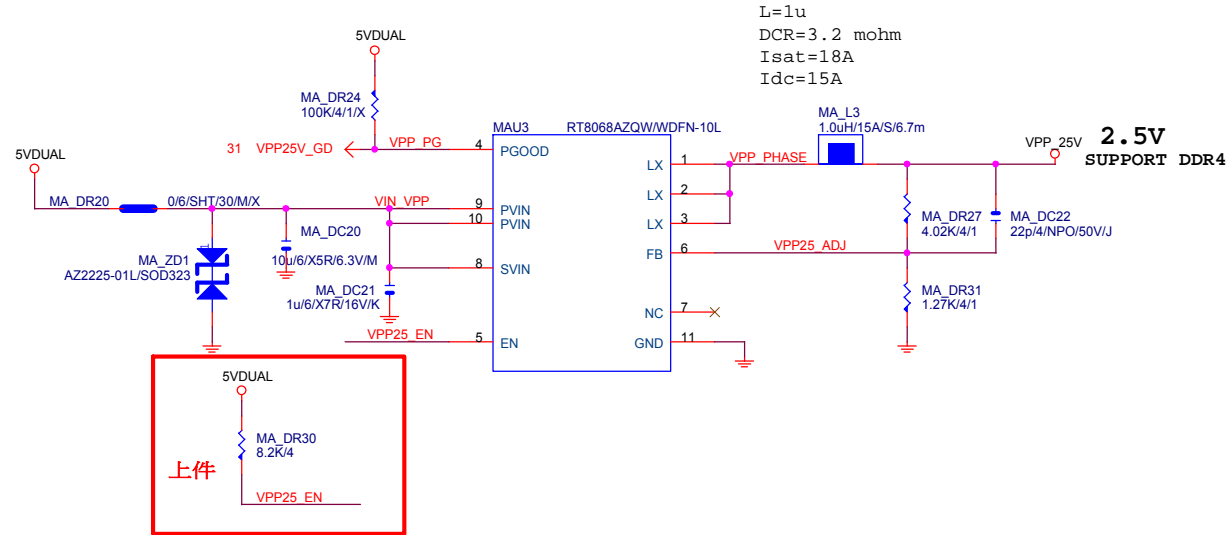 L=1u
DCR=3.2 mohm
Isat=18A
Idc=15A
5VDUAL
MA_DR24
100K/4/1/X
MAU3
RT8068AZQW/WDFN-10L
MA_L3
1.0uH/15A/S/6.7m
31 VPP25V_GD
VPP_PG
4
PGOOD
LX
1
VPP_PHASE
VPP_25V
2.5V
SUPPORT DDR4
5VDUAL
MA_DR20
0/6/SHT/30/M/X
VIN_VPP
9
PVIN
10
PVIN
LX
2
LX
3
MA_DR27
4.02K/4/1
MA_DC22
22p/4/NPO/50V/J
MA_DC20
10u/6/X5R/6.3V/M
MA_ZD1
AZ2225-01L/SOD323
1
8
SVIN
FB
6
VPP25_ADJ
MA_DC21
1u/6/X7R/16V/K
MA_DR31
1.27K/4/1
NC
7
VPP25_EN
5
EN
GND
11
5VDUAL
MA_DR30
8.2K/4
上件
VPP25_EN